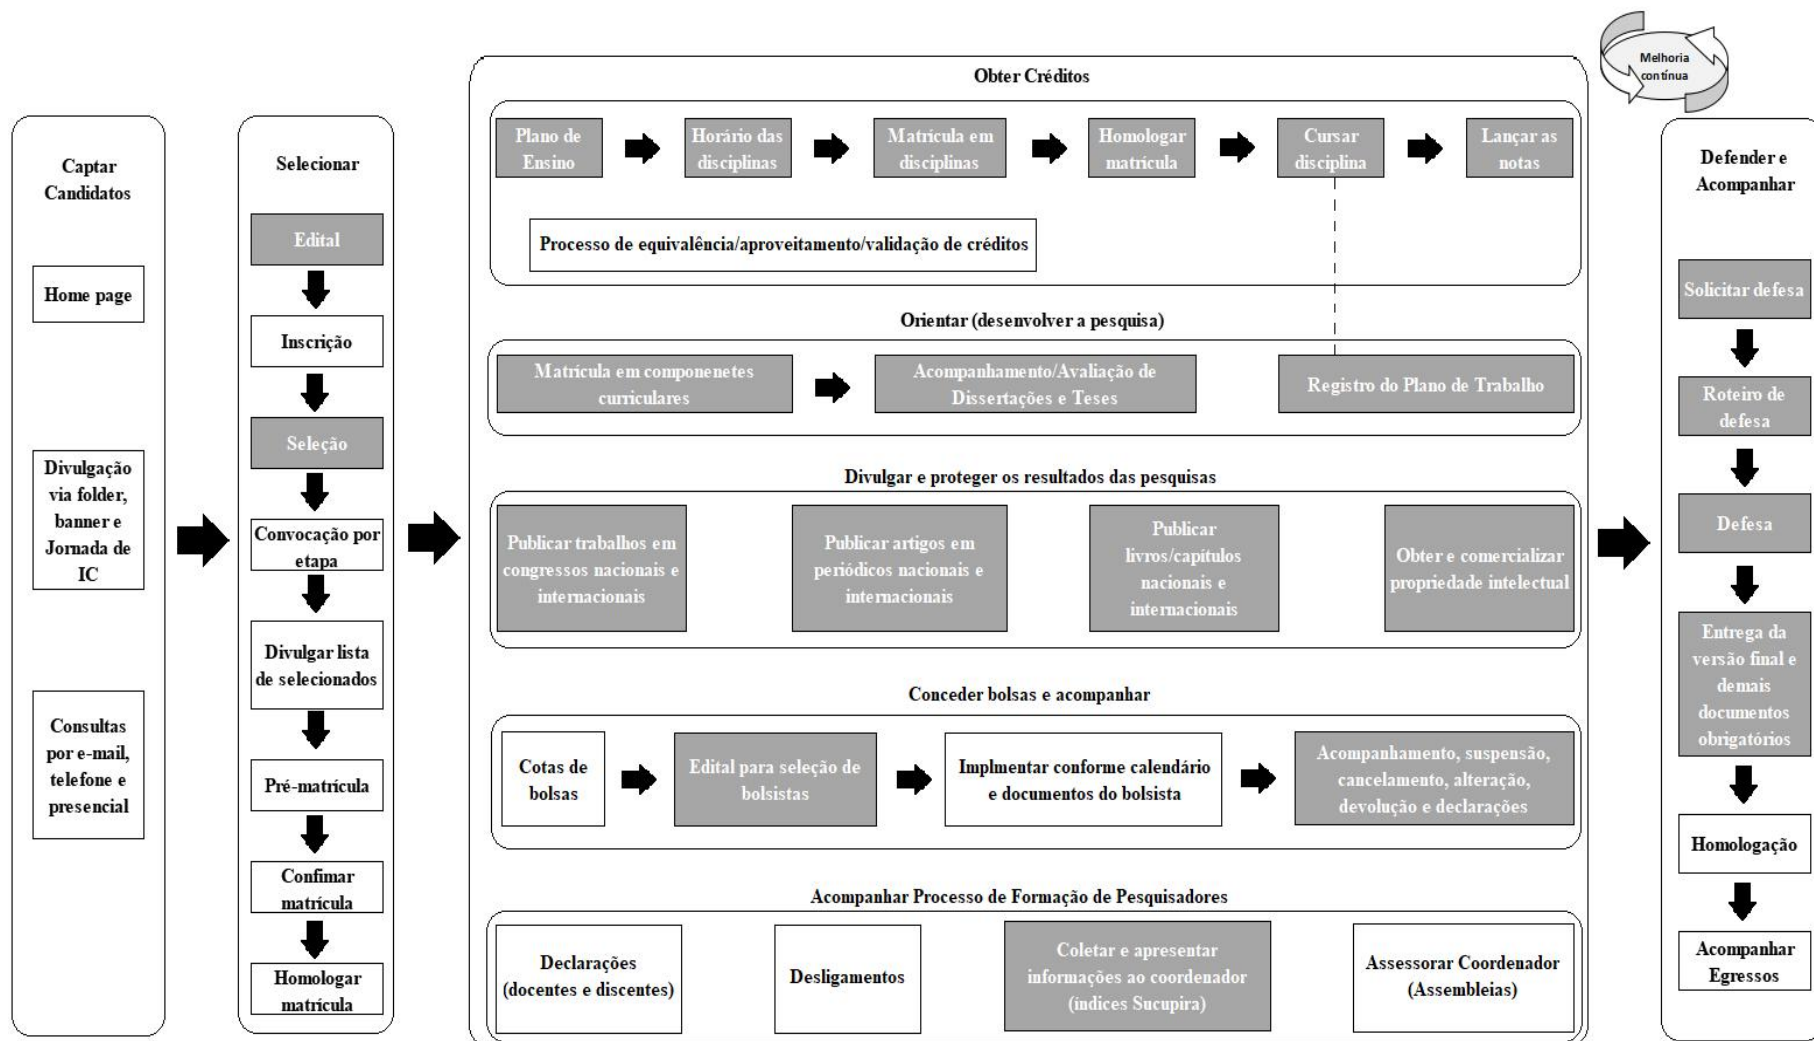 Melhoria
contínua
Captar
Candidatos
Home page
Divulgação
via folder,
banner e
Jornada de
IC
Consultas
por e-mail,
telefone e
presencial
Selecionar
Edital
Inscrição
Seleção
Convocação por
etapa
Divulgar lista
de selecionados
Pré-matrícula
Confimar
matrícula
Homologar
matrícula
Obter Créditos
Plano de
Ensino
Horário das
disciplinas
Matrícula em
disciplinas
Homologar
matrícula
Cursar
disciplina
Lançar as
notas
Processo de equivalência/aproveitamento/validação de créditos
Orientar (desenvolver a pesquisa)
Matrícula em componenetes
curriculares
Acompanhamento/Avaliação de
Dissertações e Teses
Registro do Plano de Trabalho
Divulgar e proteger os resultados das pesquisas
Publicar trabalhos em
congressos nacionais e
internacionais
Publicar artigos em
periódicos nacionais e
internacionais
Publicar
livros/capítulos
nacionais e
internacionais
Obter e comercializar
propriedade intelectual
Conceder bolsas e acompanhar
Cotas de
bolsas
Edital para seleção de
bolsistas
Implmentar conforme calendário
e documentos do bolsista
Acompanhamento, suspensão,
cancelamento, alteração,
devolução e declarações
Acompanhar Processo de Formação de Pesquisadores
Declarações
(docentes e discentes)
Desligamentos
Coletar e apresentar
informações ao coordenador
(índices Sucupira)
Assessorar Coordenador
(Assembleias)
Defender e
Acompanhar
Solicitar defesa
Roteiro de
defesa
Defesa
Entrega da
versão final e
demais
documentos
obrigatórios
Homologação
Acompanhar
Egressos